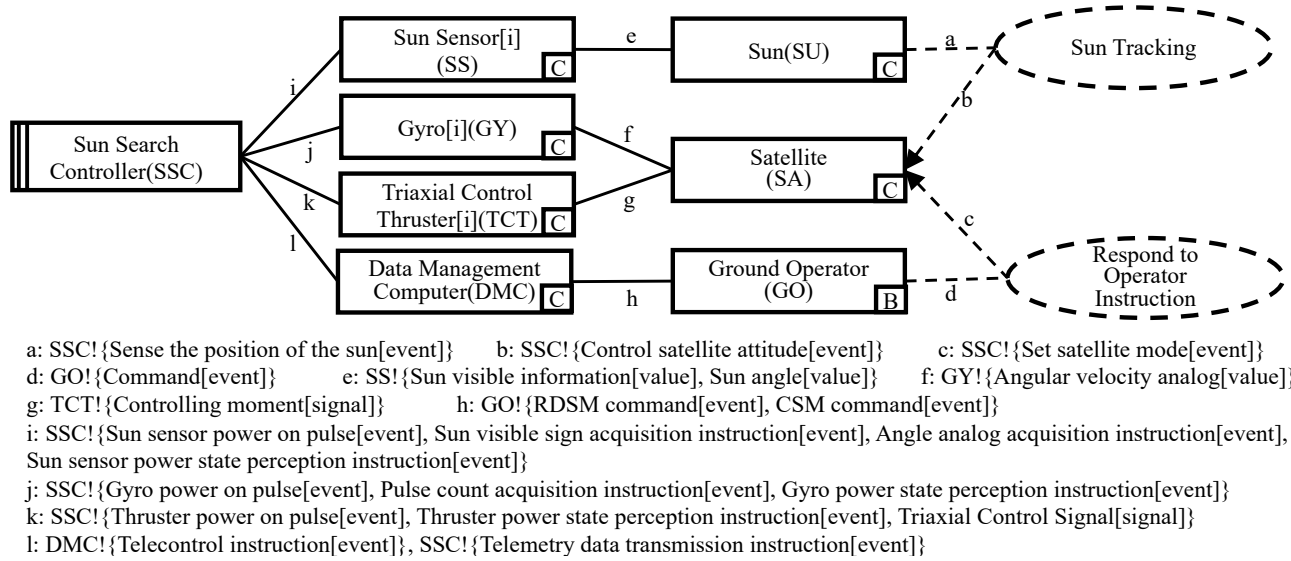 Sun Sensor[i]
(SS)
C
e
Sun(SU)
C
a
Sun Tracking
i
b
Sun Search
Controller(SSC)
j
Gyro[i](GY)
C
f
Satellite
(SA)
C
k
Triaxial Control
Thruster[i](TCT)
C
g
c
l
Data Management
Computer(DMC)
C
h
Ground Operator
(GO)
B
d
Respond to
Operator
Instruction
a: SSC!{Sense the position of the sun[event]} b: SSC!{Control satellite attitude[event]} c: SSC!{Set satellite mode[event]}
d: GO!{Command[event]} e: SS!{Sun visible information[value], Sun angle[value]} f: GY!{Angular velocity analog[value]}
g: TCT!{Controlling moment[signal]} h: GO!{RDSM command[event], CSM command[event]}
i: SSC!{Sun sensor power on pulse[event], Sun visible sign acquisition instruction[event], Angle analog acquisition instruction[event],
Sun sensor power state perception instruction[event]}
j: SSC!{Gyro power on pulse[event], Pulse count acquisition instruction[event], Gyro power state perception instruction[event]}
k: SSC!{Thruster power on pulse[event], Thruster power state perception instruction[event], Triaxial Control Signal[signal]}
l: DMC!{Telecontrol instruction[event]}, SSC!{Telemetry data transmission instruction[event]}